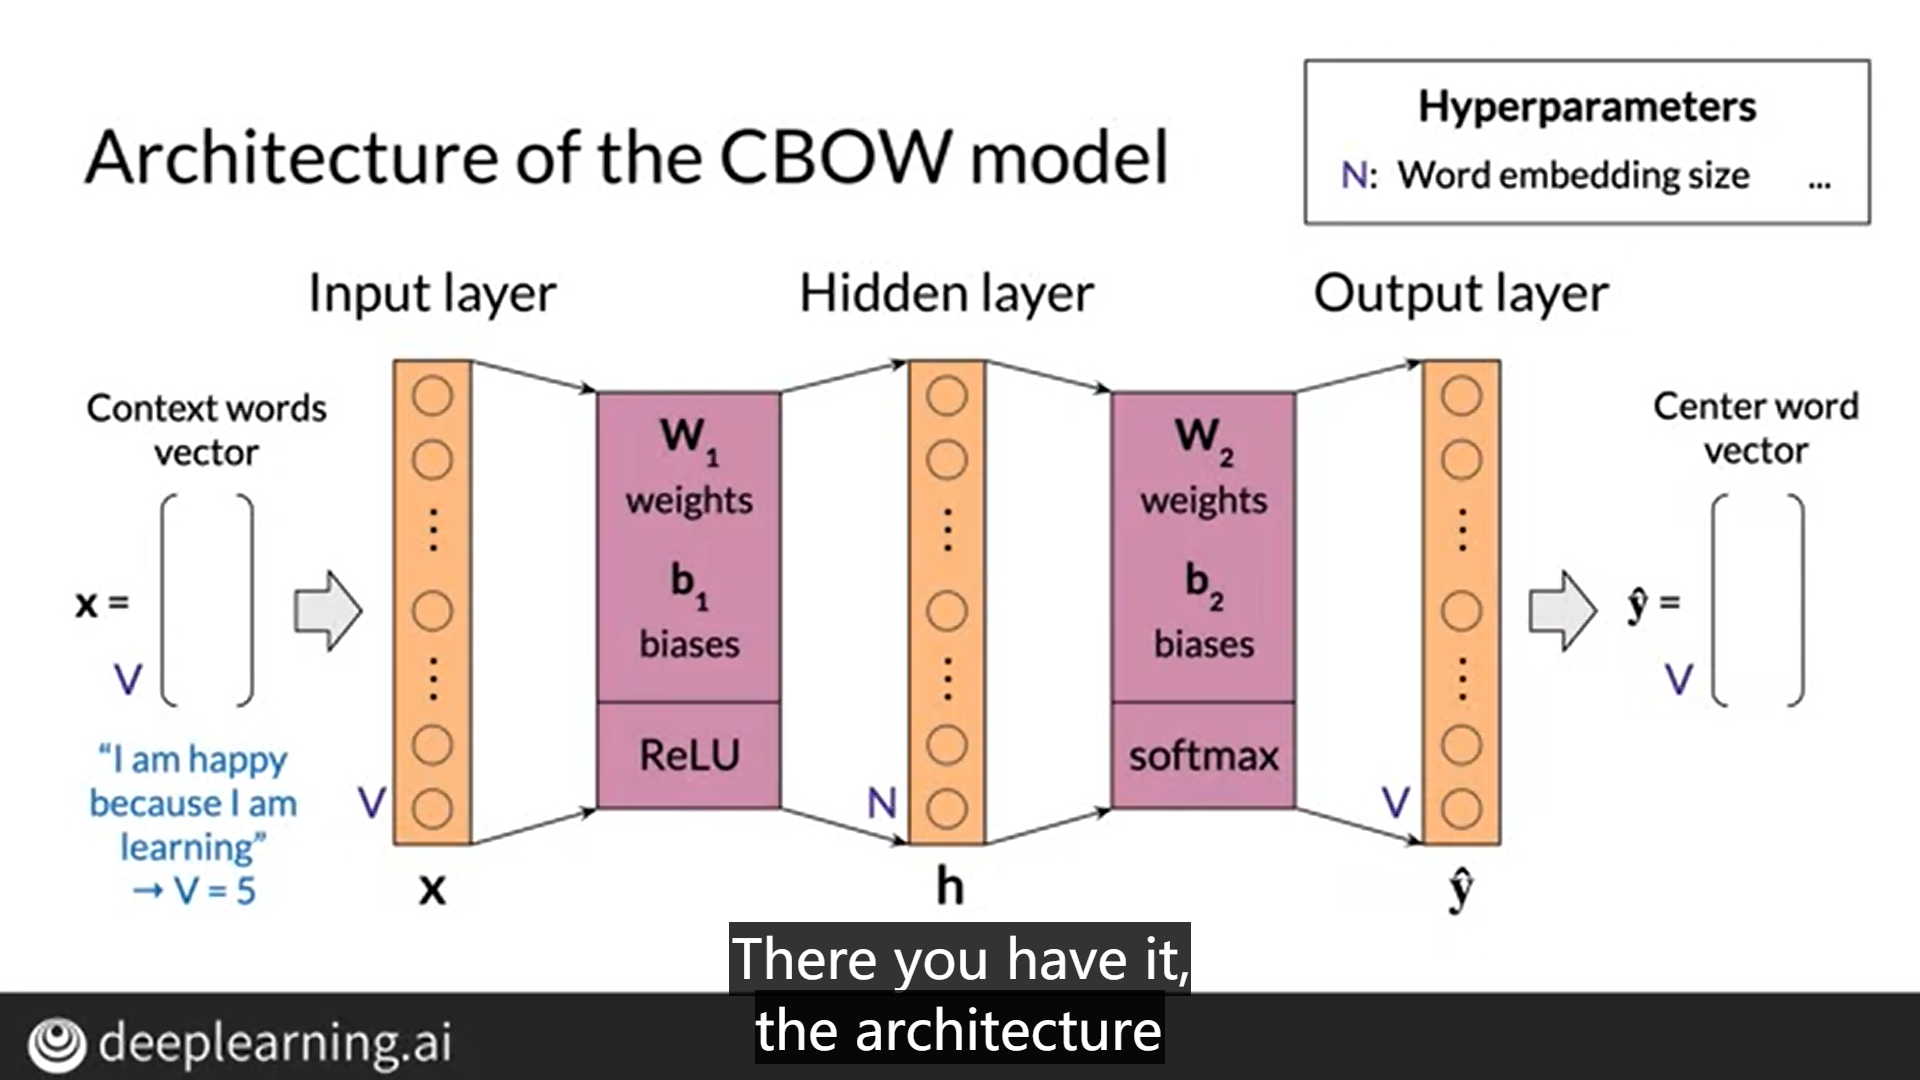 Architecture of the CBOW model
Hyperparameters
N: Word embedding size ...
Input layer
Hidden layer
Output layer
Context words
vector
x =
V
"I am happy
because I am
learning"
→ V = 5
V
x
W1
weights
b1
biases
ReLU
N
h
W2
weights
b2
biases
softmax
V
ŷ
Center word
vector
ŷ =
V
There you have it,
the architecture
deeplearning.ai